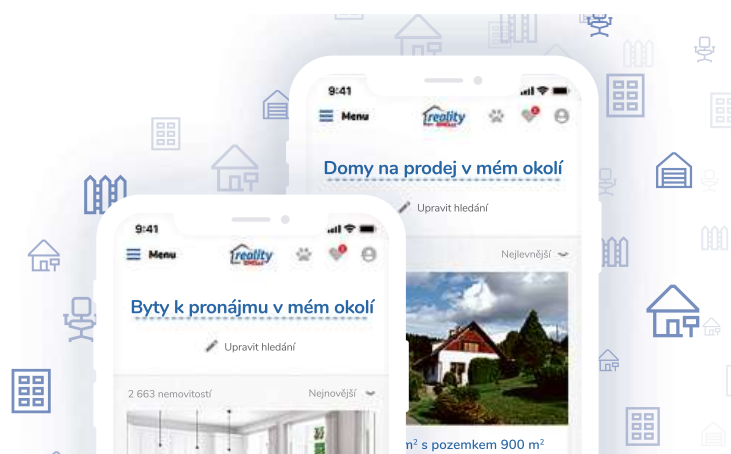 9:41
Menu
reality
Domy na prodej v mém okolí
Upravit hledání
Nejlevnější
m² s pozemkem 900 m²
9:41
Menu
reality
Byty k pronájmu v mém okolí
Upravit hledání
2 663 nemovitostí
Nejnovější